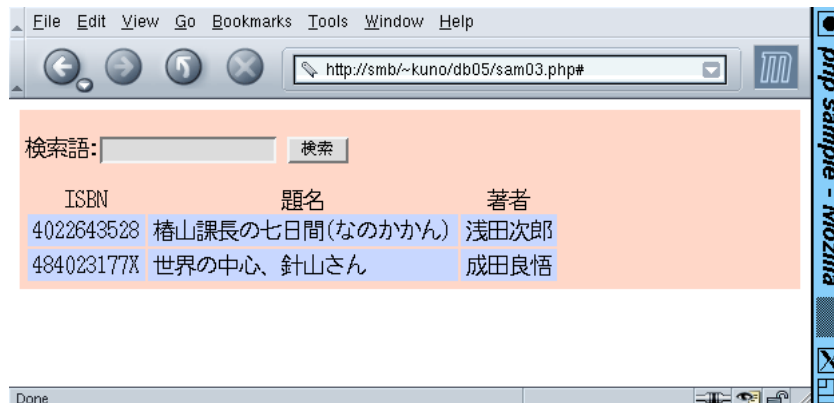 File Edit View Go Bookmarks Tools Window Help
http://smb/~kuno/db05/sam03.php#
検索語: 検索
ISBN 題名 著者
4022643528 椿山課長の七日間(なのかかん) 浅田次郎
484023177X 世界の中心、針山さん 成田良悟
Done
php sample - Mozilla